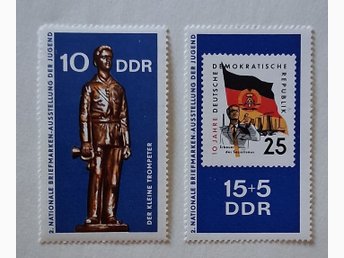 2. NATIONALE BRIEFMARKEN-AUSSTELLUNG DER JUGEND
10 DDR
DER KLEINE TROMPETER
2. NATIONALE BRIEFMARKEN-AUSSTELLUNG DER JUGEND
10 JAHRE DEUTSCHE DEMOKRATISCHE REPUBLIK
25
15+5
DDR